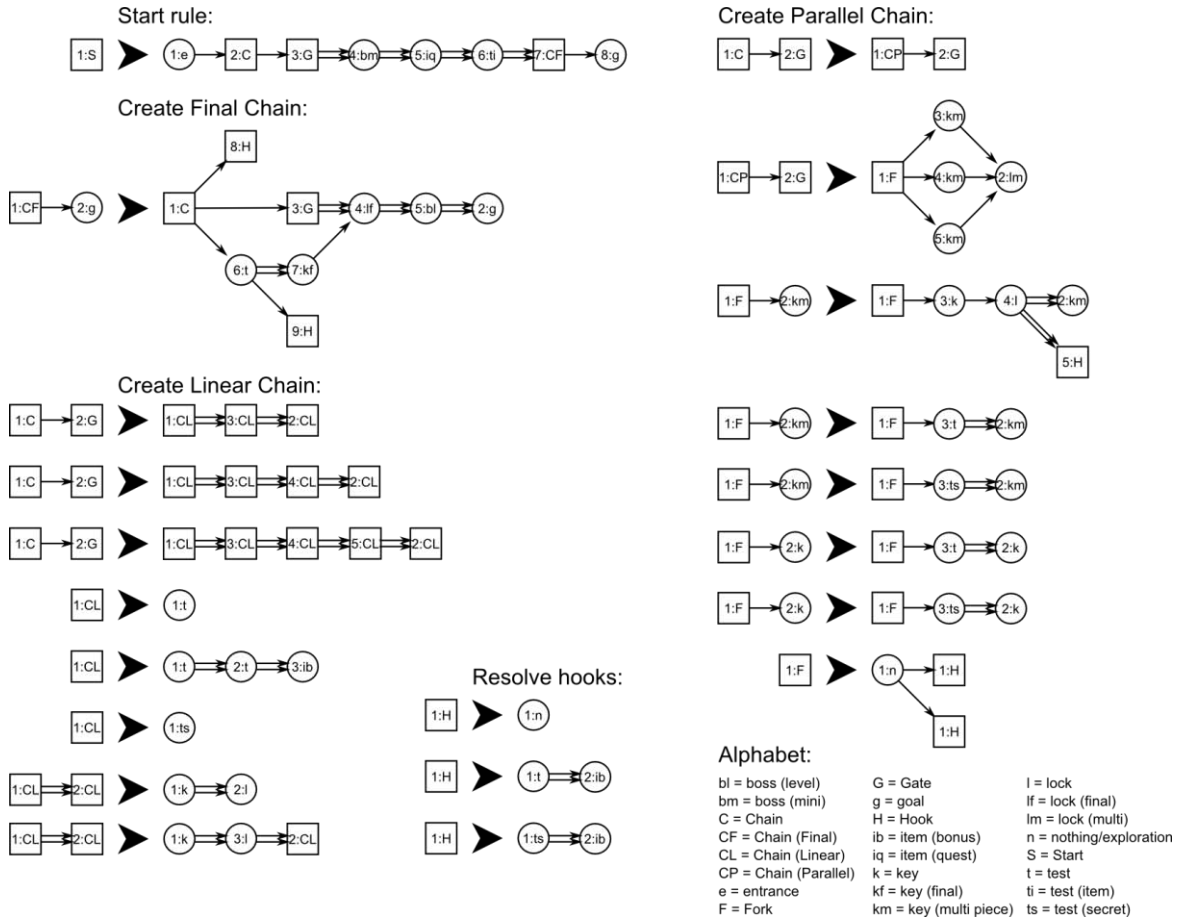 Start rule:
1:S 1:e 2:C 3:G 4:bm 5:iq 6:ti 7:CF 8:g
Create Final Chain:
8:H
1:CF 2:g 1:C 3:G 4:lf 5:bl 2:g
6:t 7:kf
9:H
Create Linear Chain:
1:C 2:G 1:CL 3:CL 2:CL
1:C 2:G 1:CL 3:CL 4:CL 2:CL
1:C 2:G 1:CL 3:CL 4:CL 5:CL 2:CL
1:CL 1:t
1:CL 1:t 2:t 3:ib
1:CL 1:ts
1:CL 2:CL 1:k 2:l
1:CL 2:CL 1:k 3:l 2:CL
Resolve hooks:
1:H 1:n
1:H 1:t 2:ib
1:H 1:ts 2:ib
Create Parallel Chain:
1:C 2:G 1:CP 2:G
3:km
1:CP 2:G 1:F 4:km 2:lm
5:km
1:F 2:km 1:F 3:k 4:l 2:km
5:H
1:F 2:km 1:F 3:t 2:km
1:F 2:km 1:F 3:ts 2:km
1:F 2:k 1:F 3:t 2:k
1:F 2:k 1:F 3:ts 2:k
1:F 1:n 1:H
1:H
Alphabet:
bl = boss (level)
bm = boss (mini)
C = Chain
CF = Chain (Final)
CL = Chain (Linear)
CP = Chain (Parallel)
e = entrance
F = Fork
G = Gate
g = goal
H = Hook
ib = item (bonus)
iq = item (quest)
k = key
kf = key (final)
km = key (multi piece)
l = lock
lf = lock (final)
lm = lock (multi)
n = nothing/exploration
S = Start
t = test
ti = test (item)
ts = test (secret)